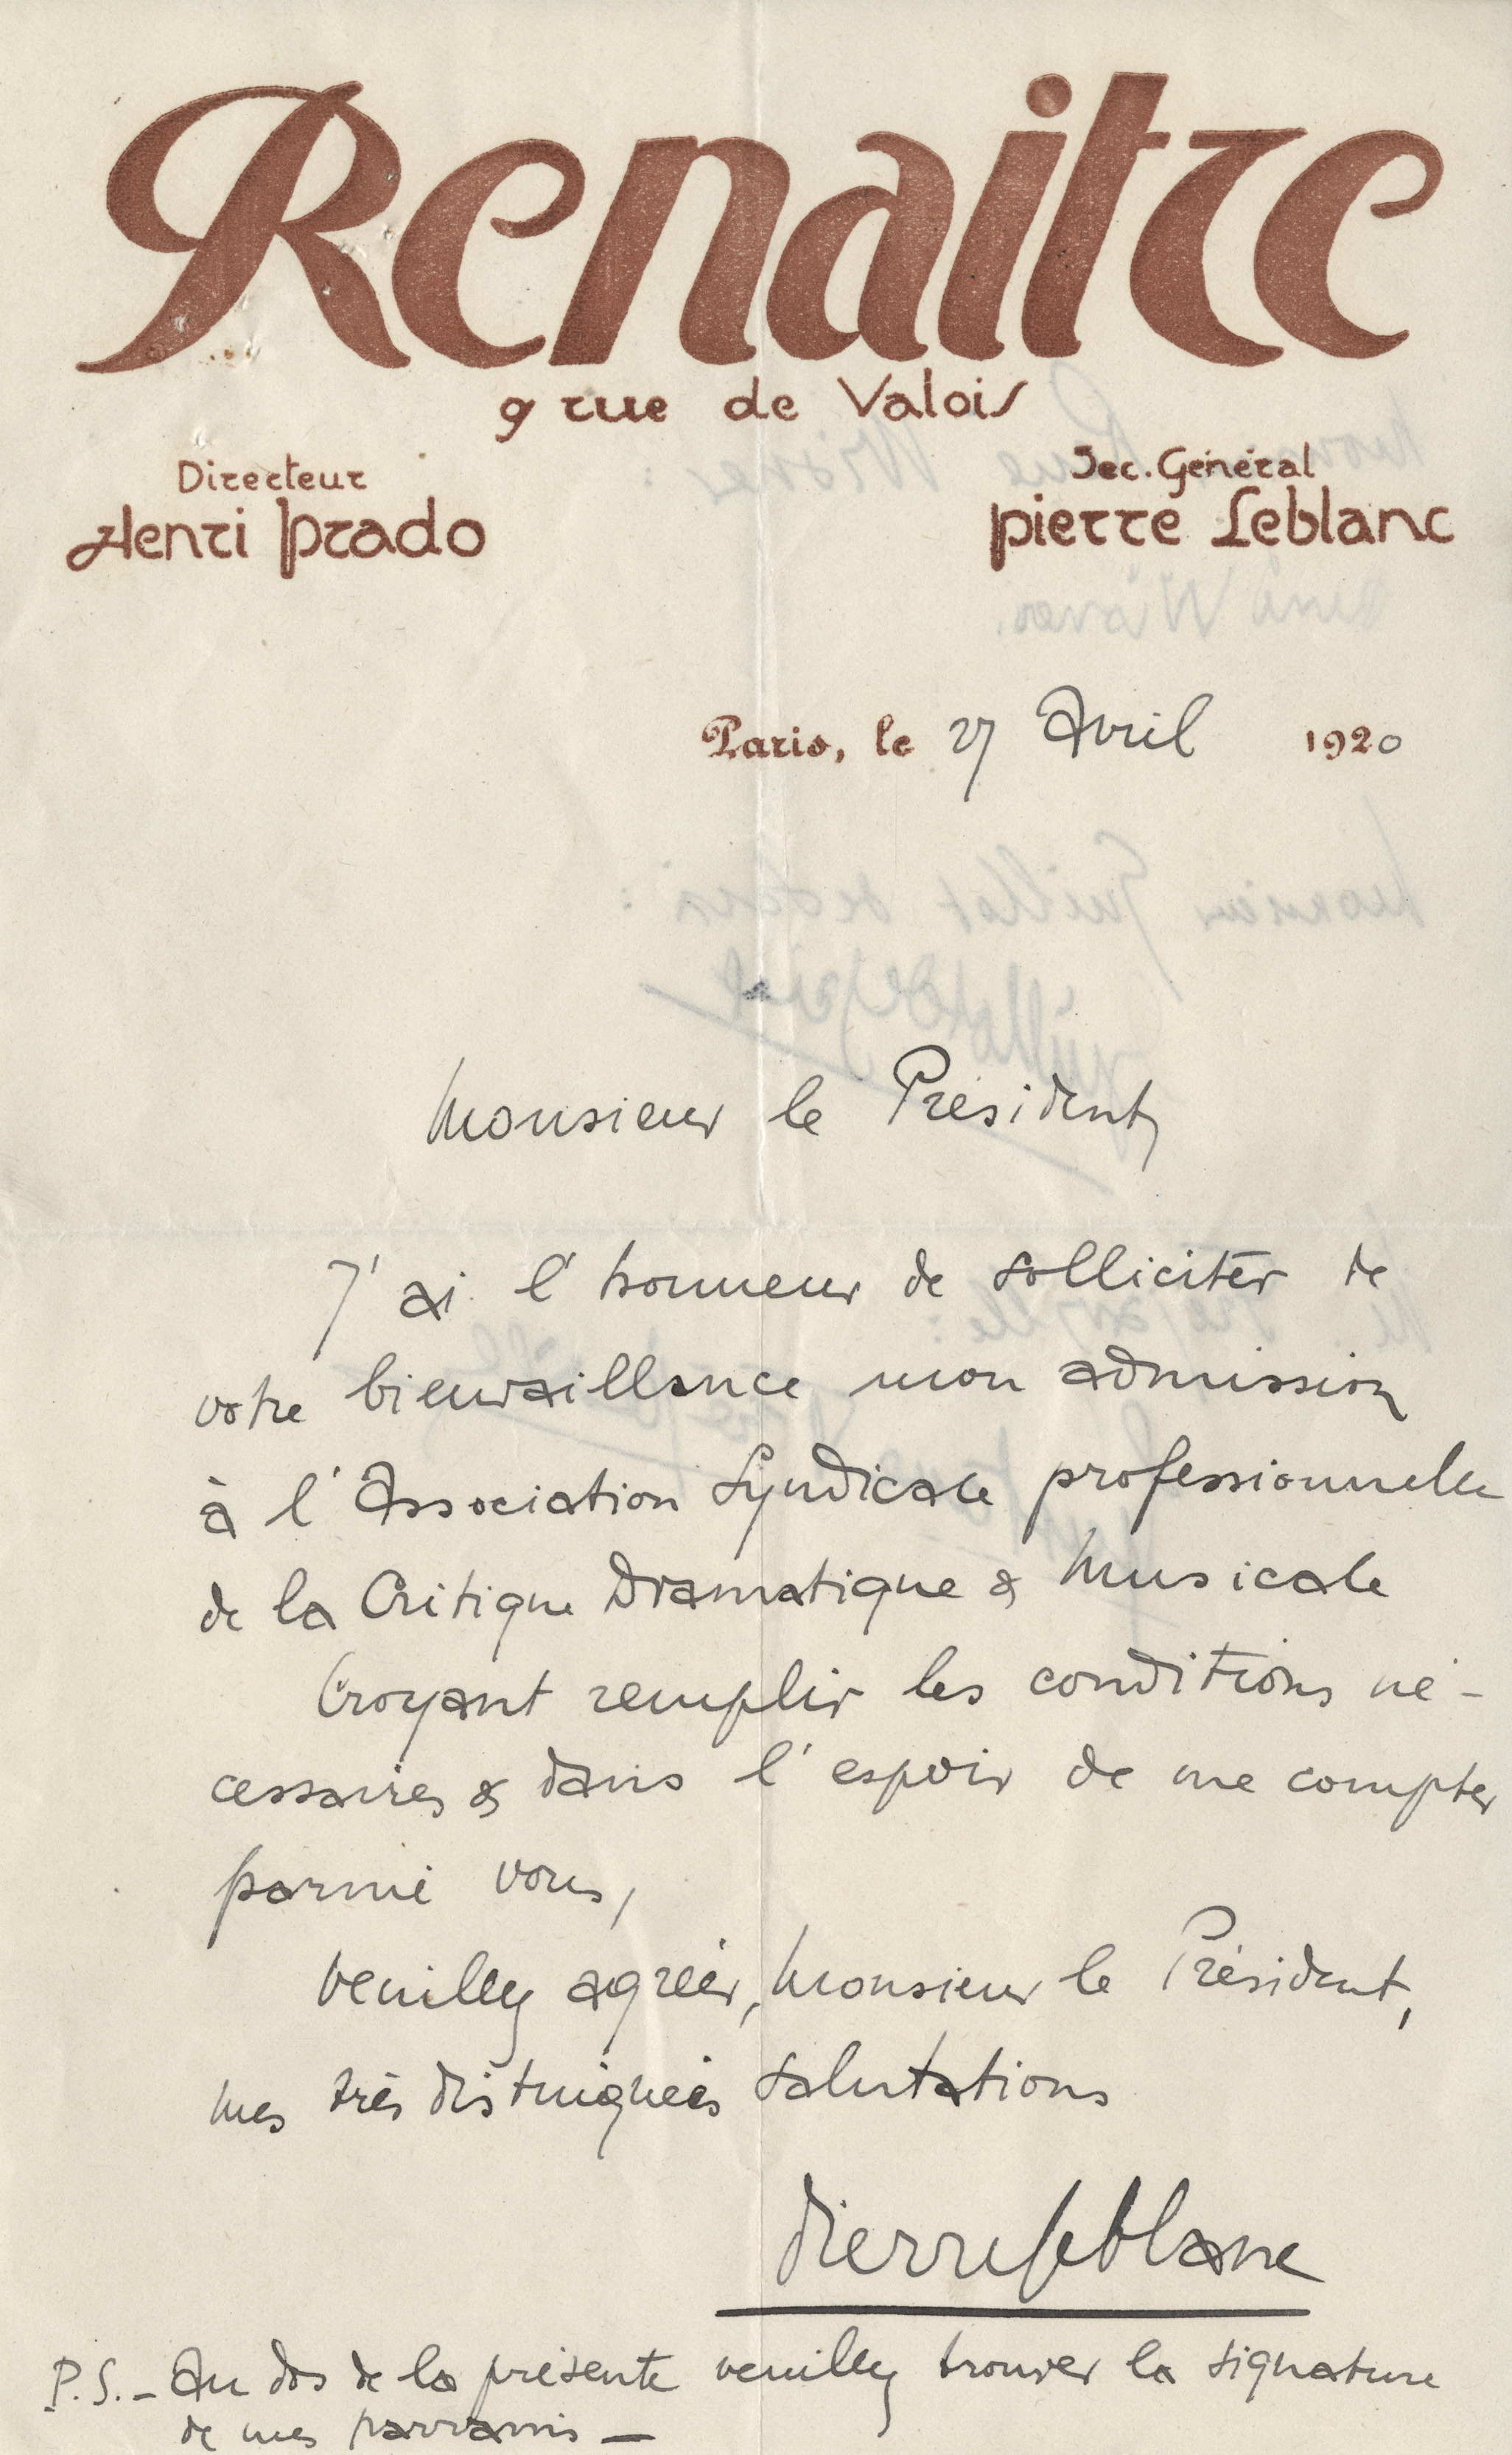 Renaitre
9 rue de Valois
Directeur
Henri Prado
Sec. Général
Pierre Leblanc
Paris, le 27 Avril 1920
Monsieur le Président,
J'ai l'honneur de solliciter de
votre bienvaillance mon admission
à l'Association Syndicale professionnelle
de la Critique Dramatique & Musicale
Croyant remplir les conditions né-
cessaires & dans l'espoir de me compter
parmi vous,
Veuillez agréer, Monsieur le Président,
mes très distinguées salutations
Pierre Leblanc
P.S. - Au dos de la présente veuillez trouver la signature
de mes parrains -